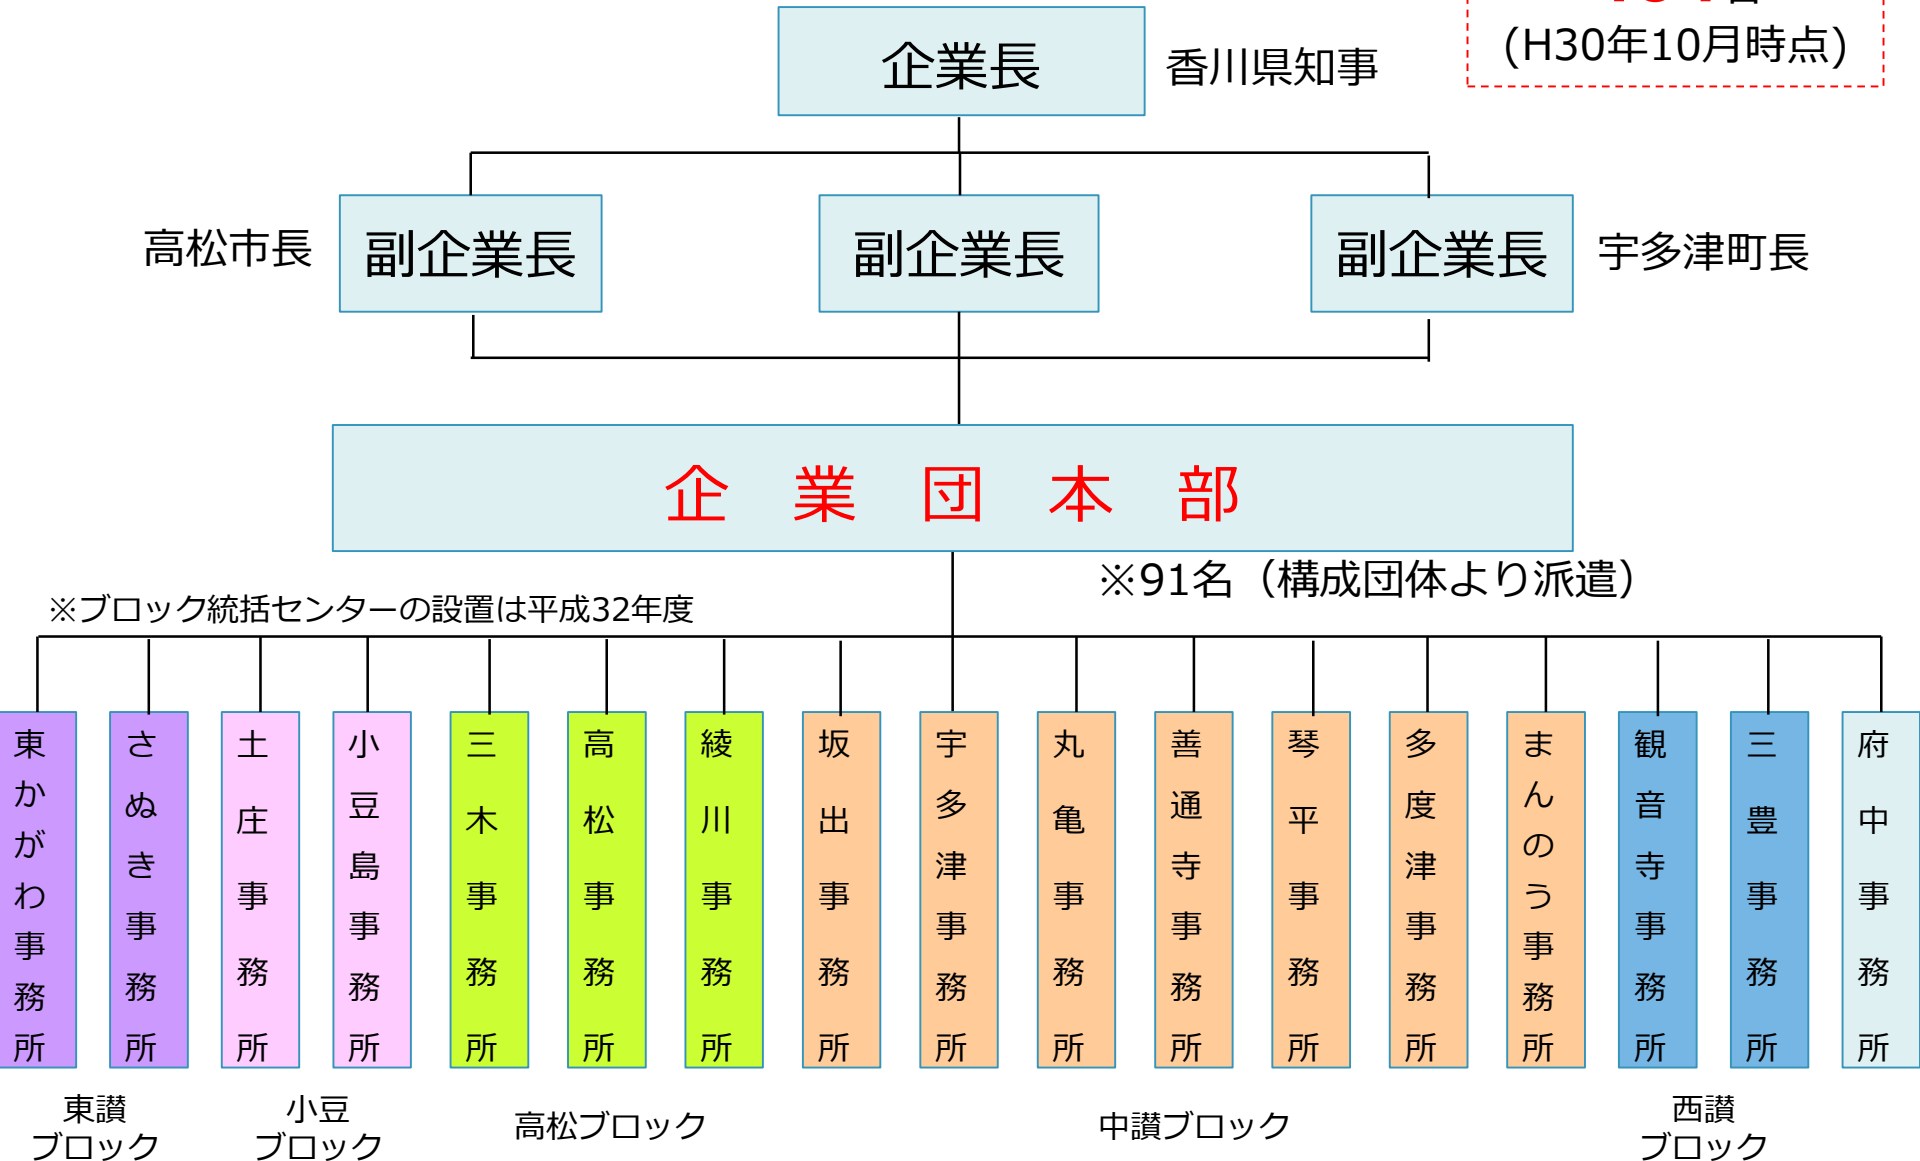 企業長
香川県知事
(H30年10月時点)
高松市長
副企業長
副企業長
副企業長
宇多津町長
企業団本部
※91名（構成団体より派遣）
※ブロック統括センターの設置は平成32年度
東かがわ事務所
さぬき事務所
土庄事務所
小豆島事務所
三木事務所
高松事務所
綾川事務所
坂出事務所
宇多津事務所
丸亀事務所
善通寺事務所
琴平事務所
多度津事務所
まんのう事務所
観音寺事務所
三豊事務所
府中事務所
東讃
ブロック
小豆
ブロック
高松ブロック
中讃ブロック
西讃
ブロック